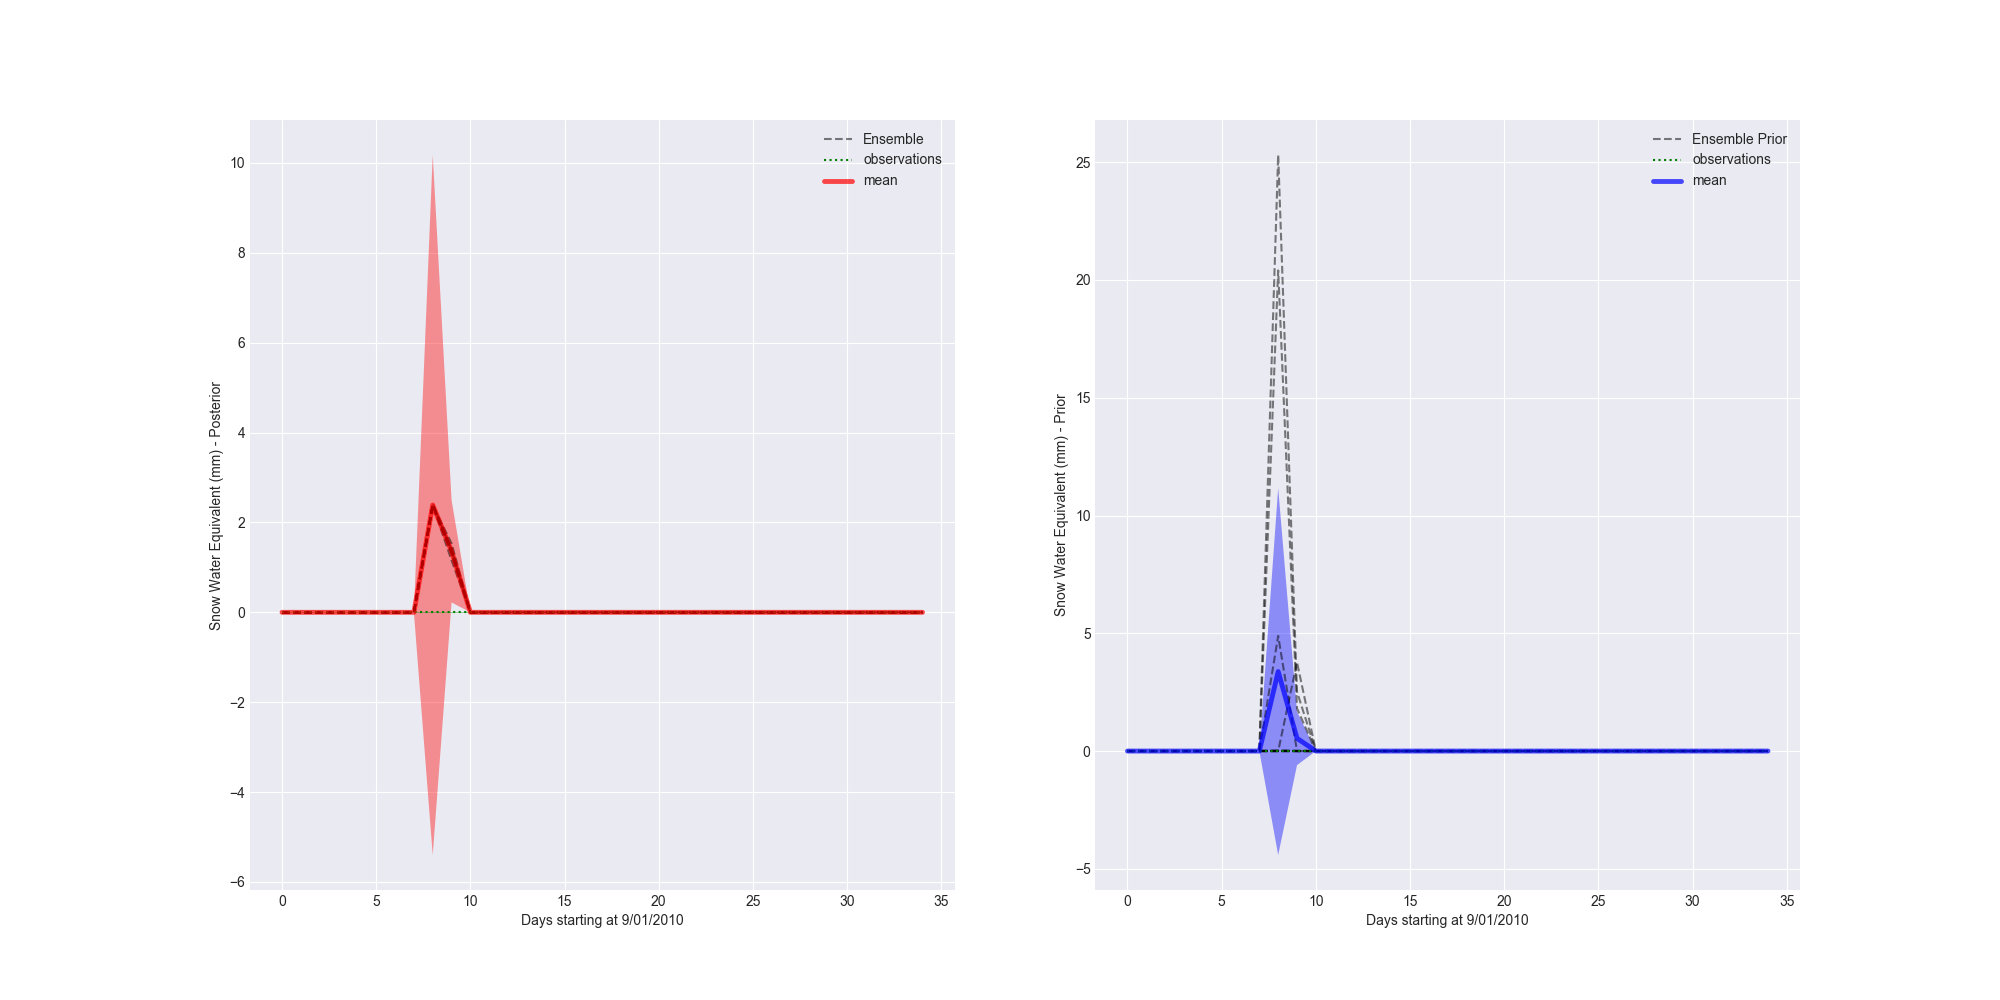 Ensemble
observations
mean
10
8
6
4
2
0
−2
−4
−6
Snow Water Equivalent (mm) - Posterior
0 5 10 15 20 25 30 35
Days starting at 9/01/2010
Ensemble Prior
observations
mean
25
20
15
10
5
0
−5
Snow Water Equivalent (mm) - Prior
0 5 10 15 20 25 30 35
Days starting at 9/01/2010